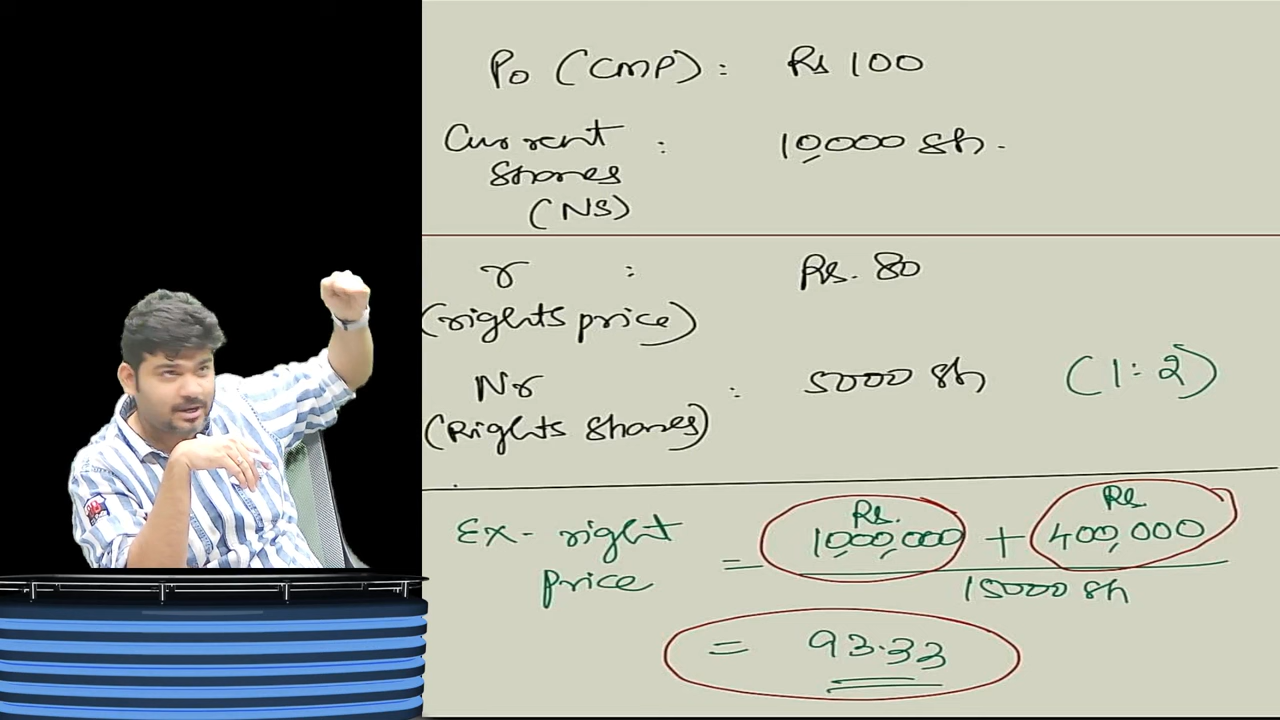 Po (CMP): Rs 100
Current : 10,000 sh.
shares
(NS)
r : Rs. 80
(rights price)
Nr : 5000 sh (1:2)
(Rights shares)
Ex-right price = Rs. 10,00,000 + Rs. 400,000
15000 sh
= 93.33